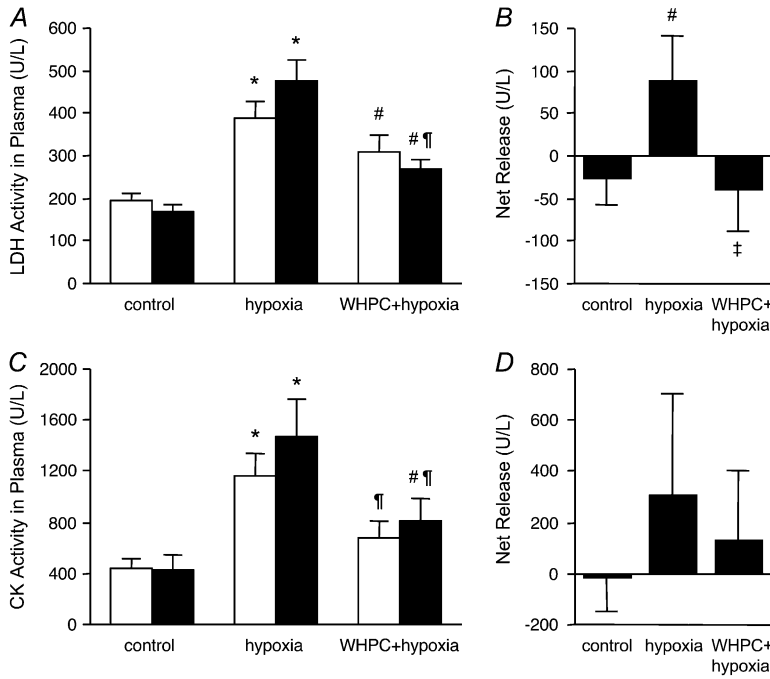 A
LDH Activity in Plasma (U/L)
600
500
400
300
200
100
0
*
*
#
# ¶
control
hypoxia
WHPC+hypoxia
B
Net Release (U/L)
150
100
50
0
-50
-100
-150
#
‡
control
hypoxia
WHPC+
hypoxia
C
CK Activity in Plasma (U/L)
2000
1600
1200
800
400
0
*
*
¶
# ¶
control
hypoxia
WHPC+hypoxia
D
Net Release (U/L)
800
600
400
200
0
-200
control
hypoxia
WHPC+
hypoxia